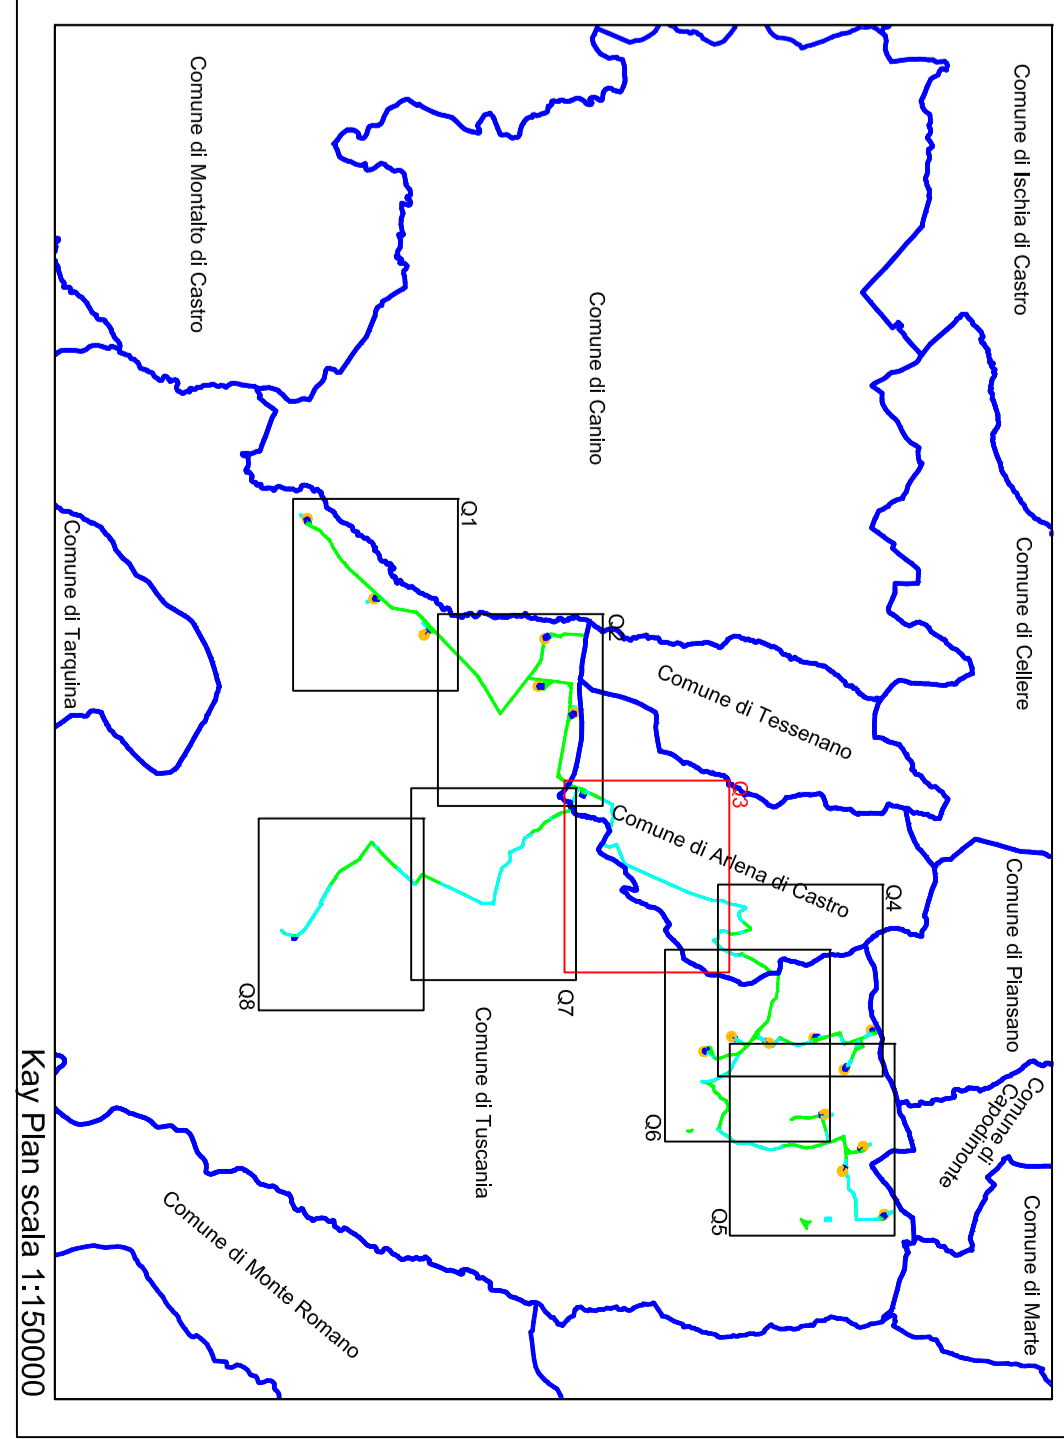 Comune di Ischia di Castro
Comune di Cellere
Comune di Piansano
Comune di
Capodimonte
Comune di Marte
Comune di Montalto di Castro
Comune di Canino
Comune di Tessenano
Comune di Arlena di Castro
Q1
Q2
Q3
Q4
Q5
Q6
Q7
Q8
Comune di Tuscania
Comune di Tarquina
Comune di Monte Romano
Kay Plan scala 1:150000